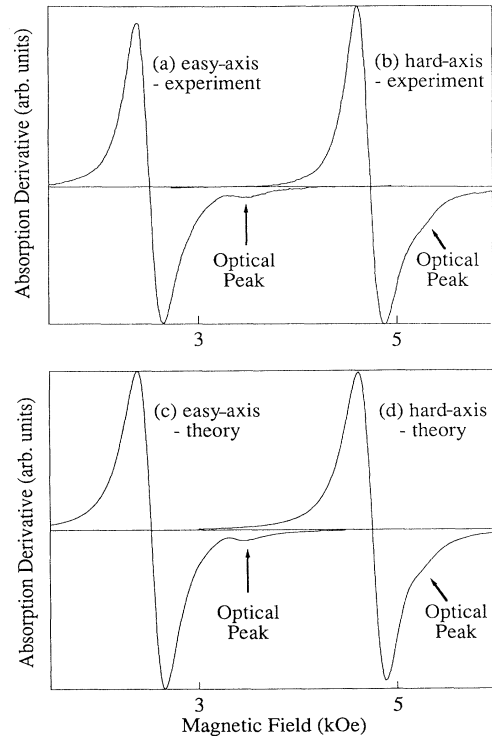 Absorption Derivative (arb. units)
(a) easy-axis
- experiment
(b) hard-axis
- experiment
Optical
Peak
Optical
Peak
3
5
Absorption Derivative (arb. units)
(c) easy-axis
- theory
(d) hard-axis
- theory
Optical
Peak
Optical
Peak
3
5
Magnetic Field (kOe)